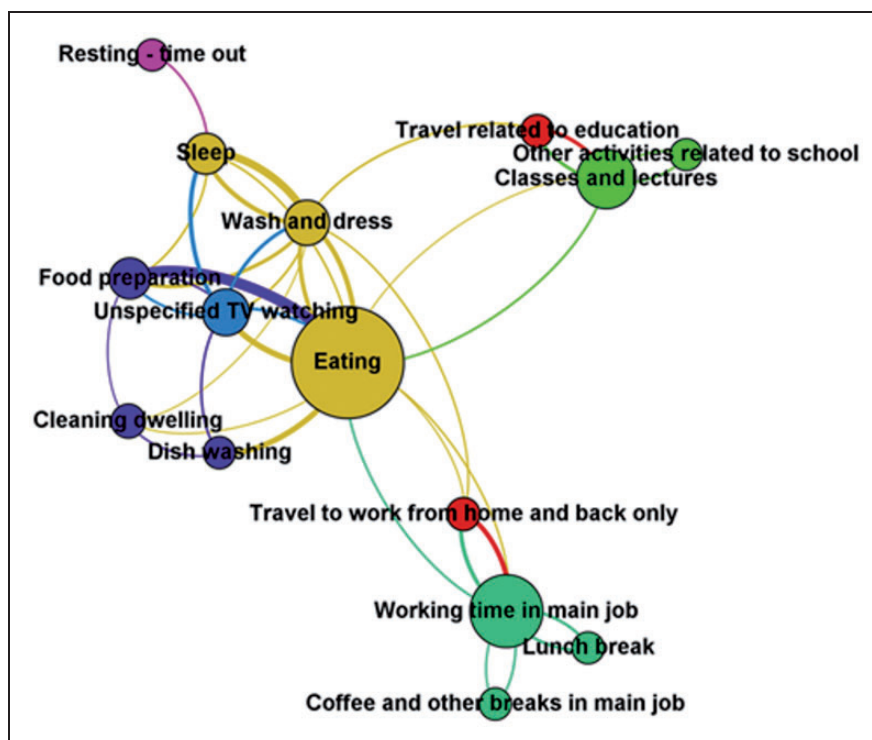 Resting - time out
Sleep
Travel related to education
Other activities related to school
Classes and lectures
Wash and dress
Food preparation
Unspecified TV watching
Eating
Cleaning dwelling
Dish washing
Travel to work from home and back only
Working time in main job
Lunch break
Coffee and other breaks in main job